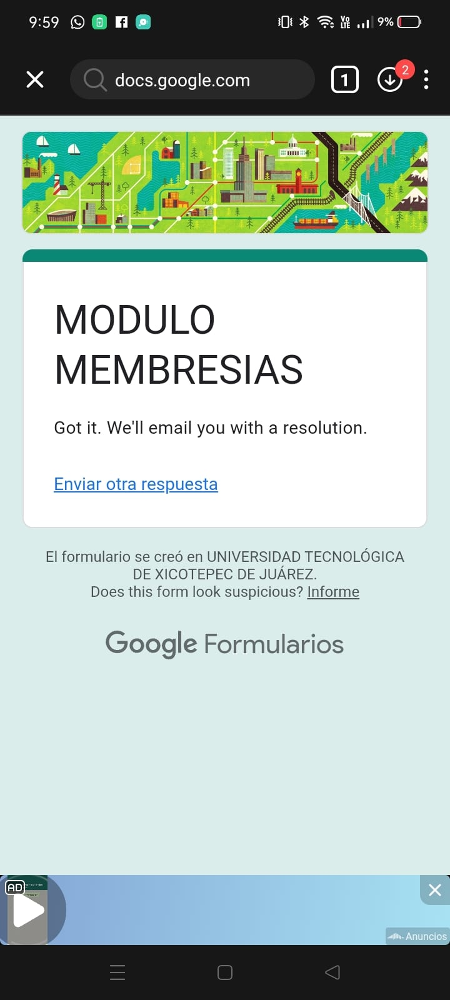 9:59
VO
LTE
9%
docs.google.com
1
2
MODULO
MEMBRESIAS
Got it. We'll email you with a resolution.
Enviar otra respuesta
El formulario se creó en UNIVERSIDAD TECNOLÓGICA
DE XICOTEPEC DE JUÁREZ.
Does this form look suspicious? Informe
Google Formularios
AD
Anuncios